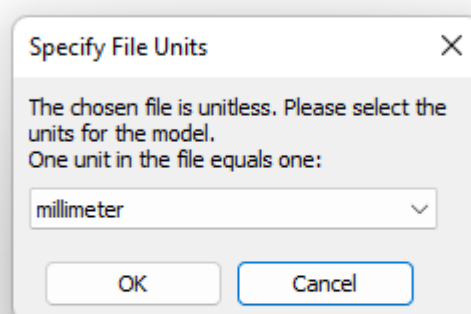 Specify File Units
The chosen file is unitless. Please select the
units for the model.
One unit in the file equals one:
millimeter
OK
Cancel